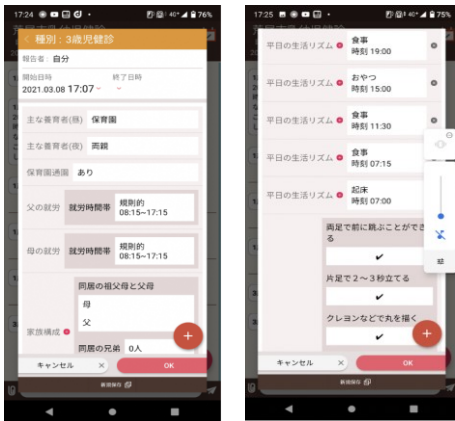 17:24
40°
76%
種別：3歳児健診
報告者： 自分
開始日時
終了日時
2021.03.08 17:07
主な養育者(昼) 保育園
主な養育者(夜) 両親
保育園通園 あり
父の就労 就労時間帯 規則的
08:15~17:15
母の就労 就労時間帯 規則的
08:15~17:15
家族構成
同居の祖父母と父母
母
父
同居の兄弟 0人
+
キャンセル ×
OK
新規保存
17:25
40°
75%
平日の生活リズム 食事
時刻 19:00
平日の生活リズム おやつ
時刻 15:00
平日の生活リズム 食事
時刻 11:30
平日の生活リズム 食事
時刻 07:15
平日の生活リズム 起床
時刻 07:00
両足で前に跳ぶことができ
る
✔
片足で２〜３秒立てる
✔
クレヨンなどで丸を描く
✔
+
キャンセル ×
OK
新規保存